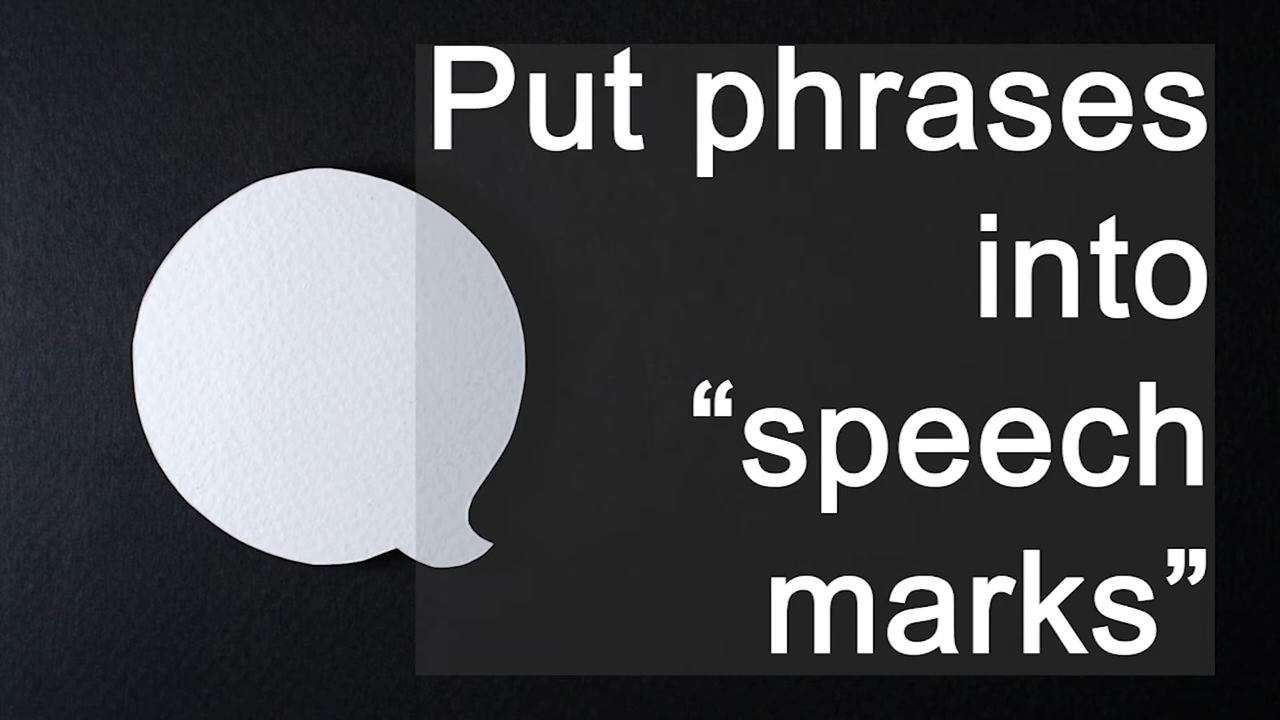 Put phrases
into
“speech
marks”